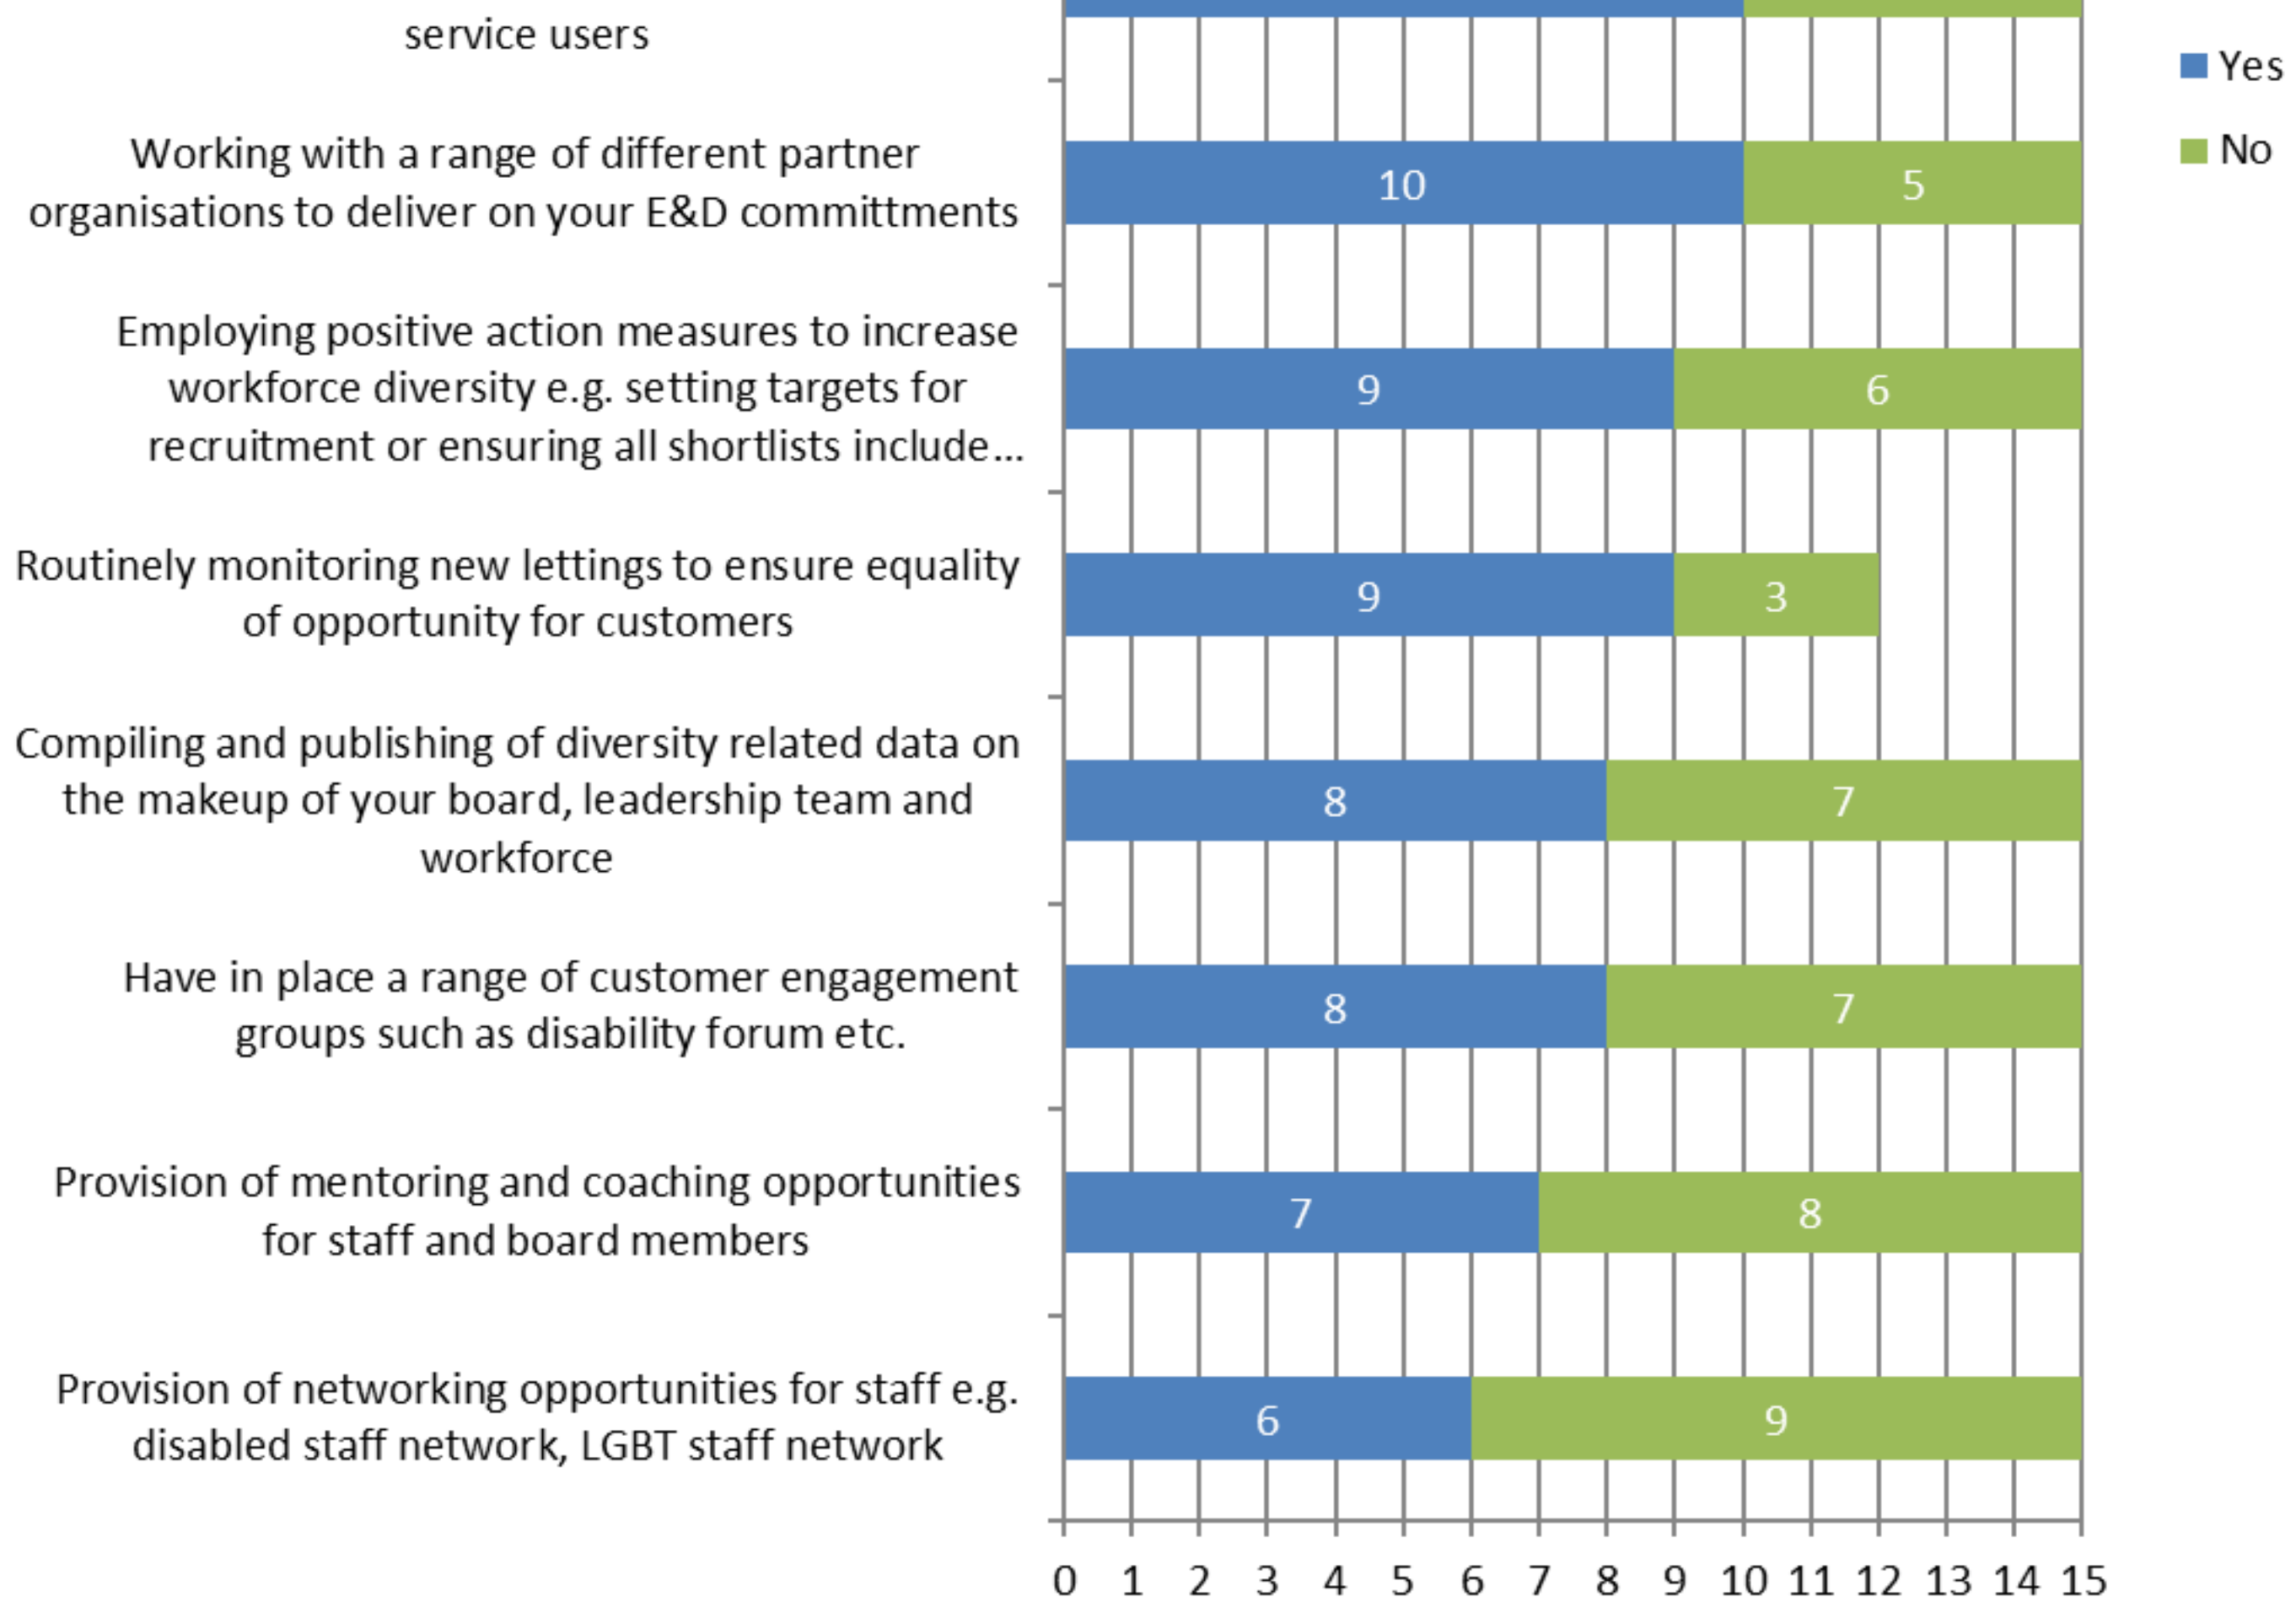 service users
Yes
No
Working with a range of different partner
organisations to deliver on your E&D committments
10 5
Employing positive action measures to increase
workforce diversity e.g. setting targets for
recruitment or ensuring all shortlists include...
9 6
Routinely monitoring new lettings to ensure equality
of opportunity for customers
9 3
Compiling and publishing of diversity related data on
the makeup of your board, leadership team and
workforce
8 7
Have in place a range of customer engagement
groups such as disability forum etc.
8 7
Provision of mentoring and coaching opportunities
for staff and board members
7 8
Provision of networking opportunities for staff e.g.
disabled staff network, LGBT staff network
6 9
0 1 2 3 4 5 6 7 8 9 10 11 12 13 14 15